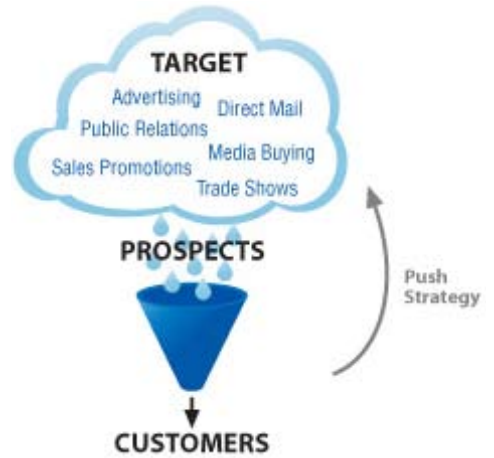 TARGET
Advertising
Direct Mail
Public Relations
Media Buying
Sales Promotions
Trade Shows
PROSPECTS
Push
Strategy
CUSTOMERS